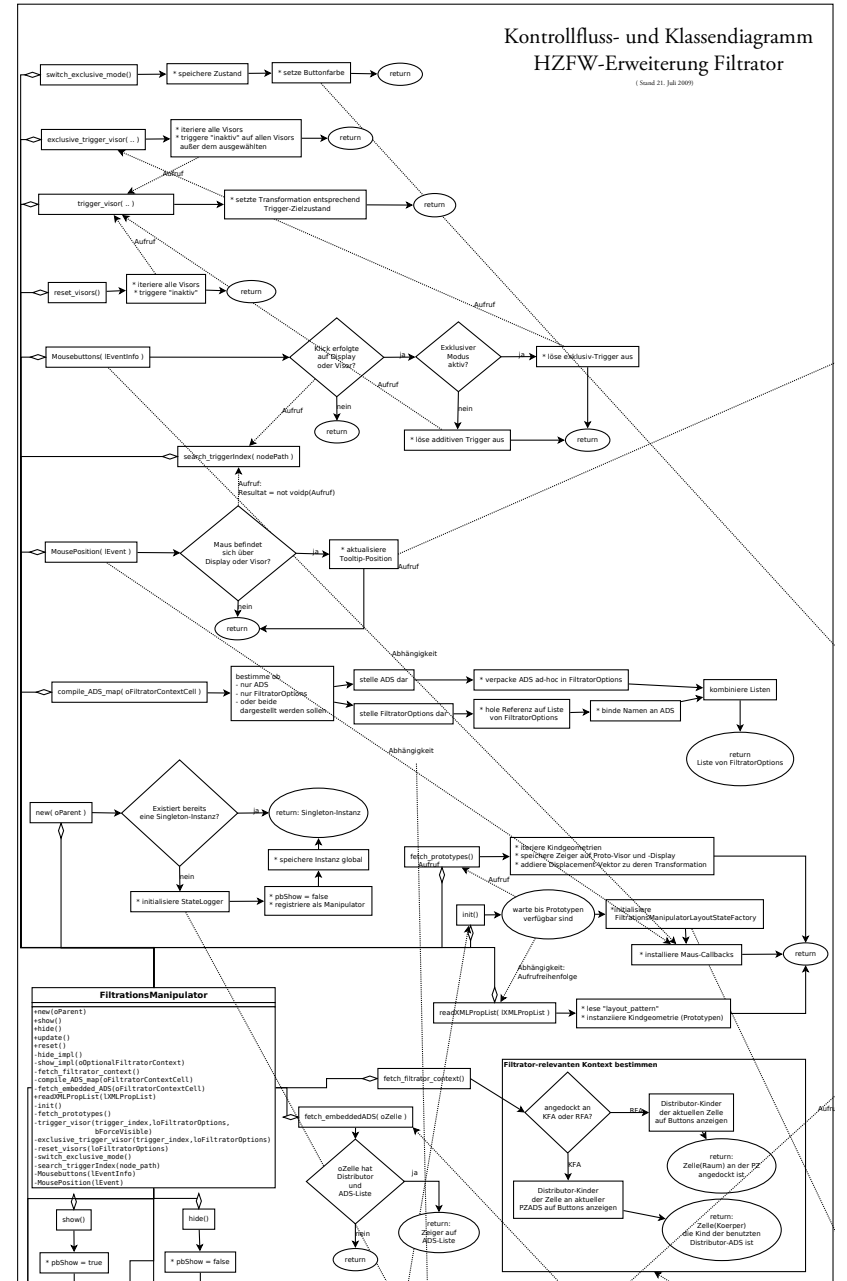 Kontrollfluss- und Klassendiagramm
HZFW-Erweiterung Filtrator
( Stand 21. Juli 2009)
switch_exclusive_mode()
* speichere Zustand
* setze Buttonfarbe
return
exclusive_trigger_visor( .. )
* iteriere alle Visors
* triggere "inaktiv" auf allen Visors
außer dem ausgewählten
return
Aufruf
trigger_visor( .. )
* setzte Transformation entsprechend
Trigger-Zielzustand
return
Aufruf
reset_visors()
* iteriere alle Visors
* triggere "inaktiv"
return
Aufruf
Mousebuttons( lEventInfo )
Klick erfolgte
auf Display
oder Visor?
ja
Exklusiver
Modus
aktiv?
ja
* löse exklusiv-Trigger aus
Aufruf
nein
nein
Aufruf
return
* löse additiven Trigger aus
return
search_triggerIndex( nodePath )
Aufruf:
Resultat = not voidp(Aufruf)
MousePosition( lEvent )
Maus befindet
sich über
Display oder Visor?
ja
* aktualisiere
Tooltip-Position
Aufruf
nein
return
Abhängigkeit
compile_ADS_map( oFiltratorContextCell )
bestimme ob
- nur ADS
- nur FiltratorOptions
- oder beide
dargestellt werden sollen
stelle ADS dar
* verpacke ADS ad-hoc in FiltratorOptions
stelle FiltratorOptions dar
* hole Referenz auf Liste
von FiltratorOptions
* binde Namen an ADS
kombiniere Listen
return
Liste von FiltratorOptions
Abhängigkeit
new( oParent )
Existiert bereits
eine Singleton-Instanz?
ja
return: Singleton-Instanz
nein
* speichere Instanz global
* initialisiere StateLogger
* pbShow = false
* registriere als Manipulator
fetch_prototypes()
Aufruf
* iteriere Kindgeometrien
* speichere Zeiger auf Proto-Visor und -Display
* addiere Displacement-Vektor zu deren Transformation
Aufruf
init()
warte bis Prototypen
verfügbar sind
*initialisiere
FiltrationsManipulatorLayoutStateFactory
* installiere Maus-Callbacks
return
Abhängigkeit:
Aufrufreihenfolge
readXMLPropList( lXMLPropList )
* lese "layout_pattern"
* instanziiere Kindgeometrie (Prototypen)
FiltrationsManipulator
+new(oParent)
+show()
+hide()
+update()
+reset()
-hide_impl()
-show_impl(oOptionalFiltratorContext)
-fetch_filtrator_context()
-compile_ADS_map(oFiltratorContextCell)
-fetch_embedded_ADS(oFiltratorContextCell)
+readXMLPropList(lXMLPropList)
-init()
-fetch_prototypes()
-trigger_visor(trigger_index,loFiltratorOptions,
bForceVisible)
-exclusive_trigger_visor(trigger_index,loFiltratorOptions)
-reset_visors(loFiltratorOptions)
-switch_exclusive_mode()
-search_triggerIndex(node_path)
-Mousebuttons(lEventInfo)
-MousePosition(lEvent)
show()
hide()
* pbShow = true
* pbShow = false
fetch_filtrator_context()
fetch_embeddedADS( oZelle )
oZelle hat
Distributor
und
ADS-Liste
ja
return:
Zeiger auf
ADS-Liste
nein
return
Filtrator-relevanten Kontext bestimmen
angedockt an
KFA oder RFA?
RFA
Distributor-Kinder
der aktuellen Zelle
auf Buttons anzeigen
return:
Zelle(Raum) an der PZ
angedockt ist
KFA
Distributor-Kinder
der Zelle an aktueller
PZADS auf Buttons anzeigen
return:
Zelle(Koerper)
die Kind der benutzten
Distributor-ADS ist